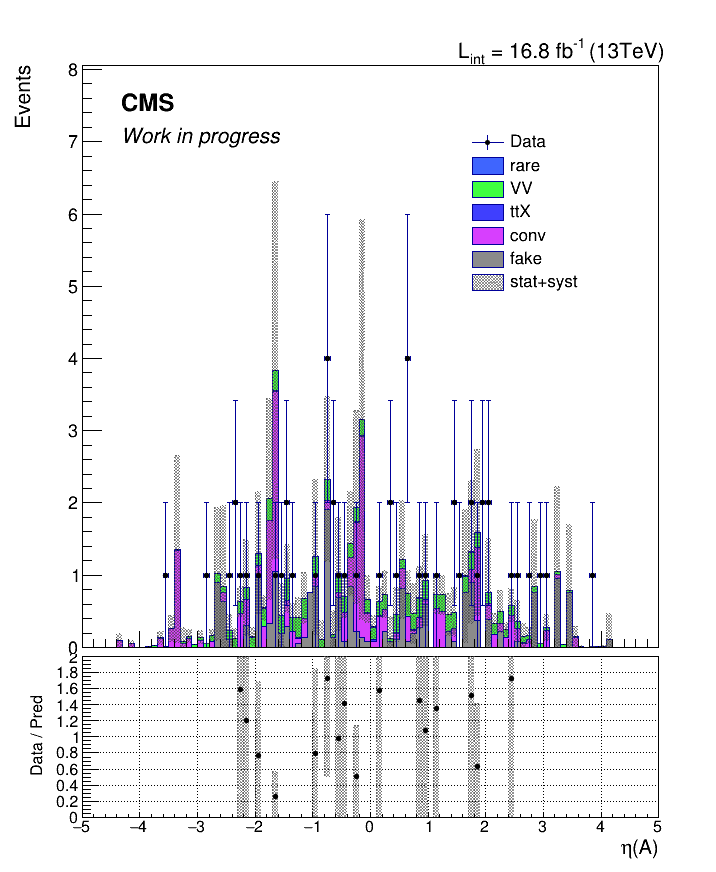 L_int = 16.8 fb^-1 (13TeV)
Events
8
CMS
Work in progress
7
Data
rare
VV
6
ttX
conv
fake
5
stat+syst
4
3
2
1
0
Data / Pred
2
1.8
1.6
1.4
1.2
1
0.8
0.6
0.4
0.2
0
−5 −4 −3 −2 −1 0 1 2 3 4 5
η(A)